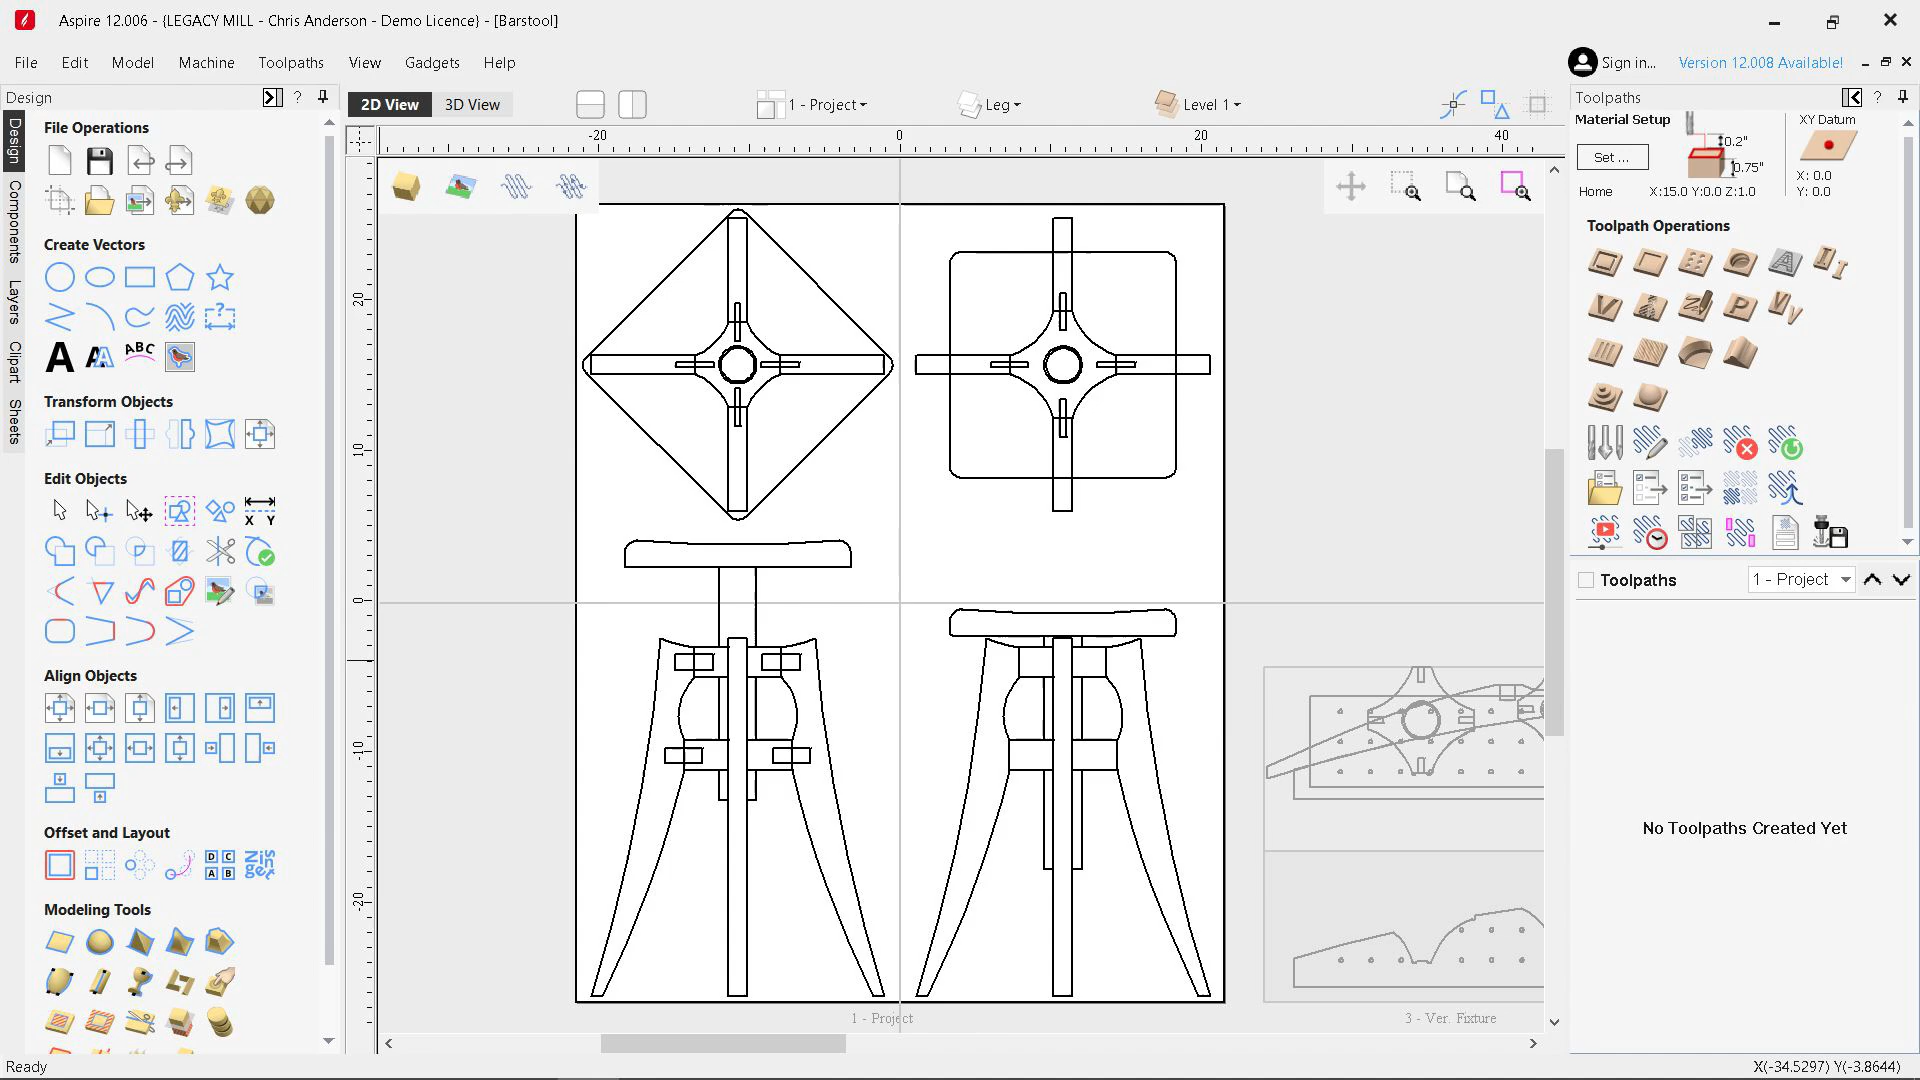 Aspire 12.006 - {LEGACY MILL - Chris Anderson - Demo Licence} - [Barstool]
File Edit Model Machine Toolpaths View Gadgets Help
Sign in... Version 12.008 Available!
Design ?
2D View 3D View 1 - Project Leg Level 1
Toolpaths ?
Design
Components
Layers
Clipart
Sheets
File Operations
Create Vectors
A A ABC
Transform Objects
Edit Objects
X Y
Align Objects
Offset and Layout
D C
A B
Modeling Tools
-20 0 20 40
20
10
0
-10
-20
1 - Project
3 - Ver. Fixture
Material Setup
Set ...
0.2"
0.75"
XY Datum
X: 0.0
Y: 0.0
Home X:15.0 Y:0.0 Z:1.0
Toolpath Operations
Toolpaths 1 - Project
No Toolpaths Created Yet
Ready
X(-34.5297) Y(-3.8644)